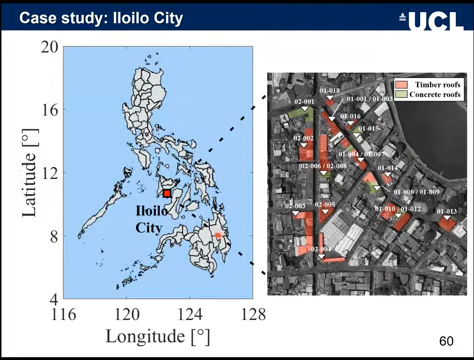 Case study: Iloilo City
UCL
20
16
12
8
4
Latitude [°]
116
120
124
128
Longitude [°]
Iloilo
City
Timber roofs
Concrete roofs
01-018
02-001
01-001 / 01-003
01-016
01-015
02-002
01-004 / 01-007
02-006 / 02-008
01-014
01-008 / 01-009
02-003
02-005
01-010 / 01-012
01-013
02-004
60